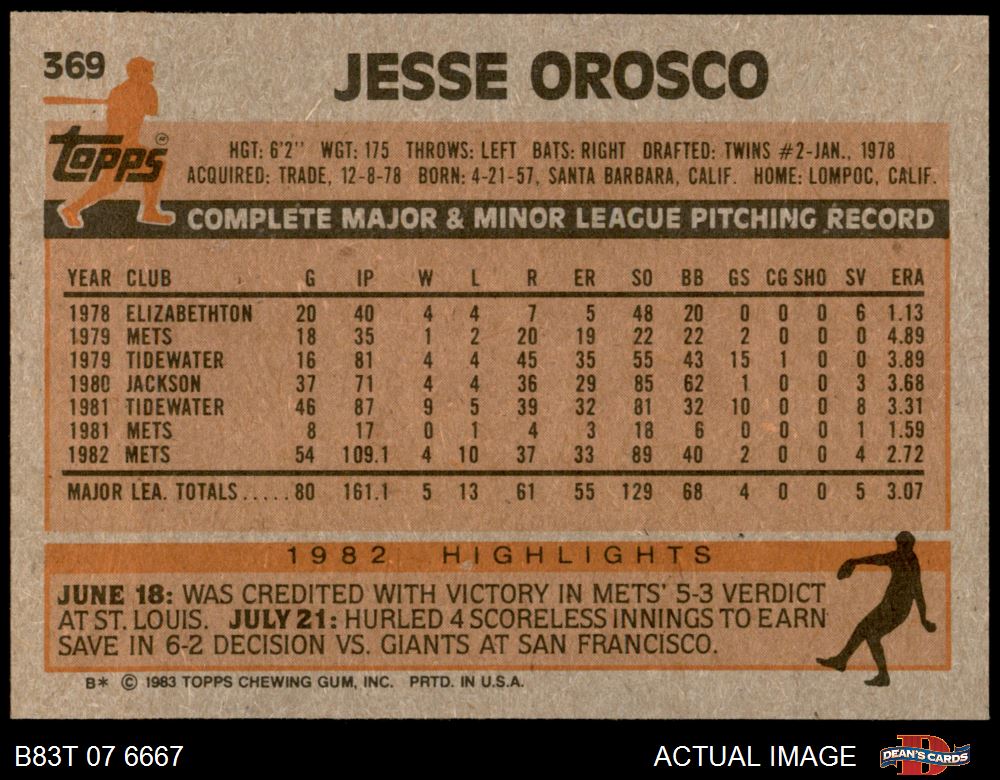 369
JESSE OROSCO
TOPPS®
HGT: 6'2" WGT: 175 THROWS: LEFT BATS: RIGHT DRAFTED: TWINS #2-JAN., 1978
ACQUIRED: TRADE, 12-8-78 BORN: 4-21-57, SANTA BARBARA, CALIF. HOME: LOMPOC, CALIF.
COMPLETE MAJOR & MINOR LEAGUE PITCHING RECORD
YEAR CLUB G IP W L R ER SO BB GS CG SHO SV ERA
1978 ELIZABETHTON 20 40 4 4 7 5 48 20 0 0 0 6 1.13
1979 METS 18 35 1 2 20 19 22 22 2 0 0 0 4.89
1979 TIDEWATER 16 81 4 4 45 35 55 43 15 1 0 0 3.89
1980 JACKSON 37 71 4 4 36 29 85 62 1 0 0 3 3.68
1981 TIDEWATER 46 87 9 5 39 32 81 32 10 0 0 8 3.31
1981 METS 8 17 0 1 4 3 18 6 0 0 0 1 1.59
1982 METS 54 109.1 4 10 37 33 89 40 2 0 0 4 2.72
MAJOR LEA. TOTALS.....80 161.1 5 13 61 55 129 68 4 0 0 5 3.07
1982 HIGHLIGHTS
JUNE 18: WAS CREDITED WITH VICTORY IN METS' 5-3 VERDICT
AT ST. LOUIS. JULY 21: HURLED 4 SCORELESS INNINGS TO EARN
SAVE IN 6-2 DECISION VS. GIANTS AT SAN FRANCISCO.
B* © 1983 TOPPS CHEWING GUM, INC. PRTD. IN U.S.A.
B83T 07 6667 ACTUAL IMAGE D DEAN'S CARDS